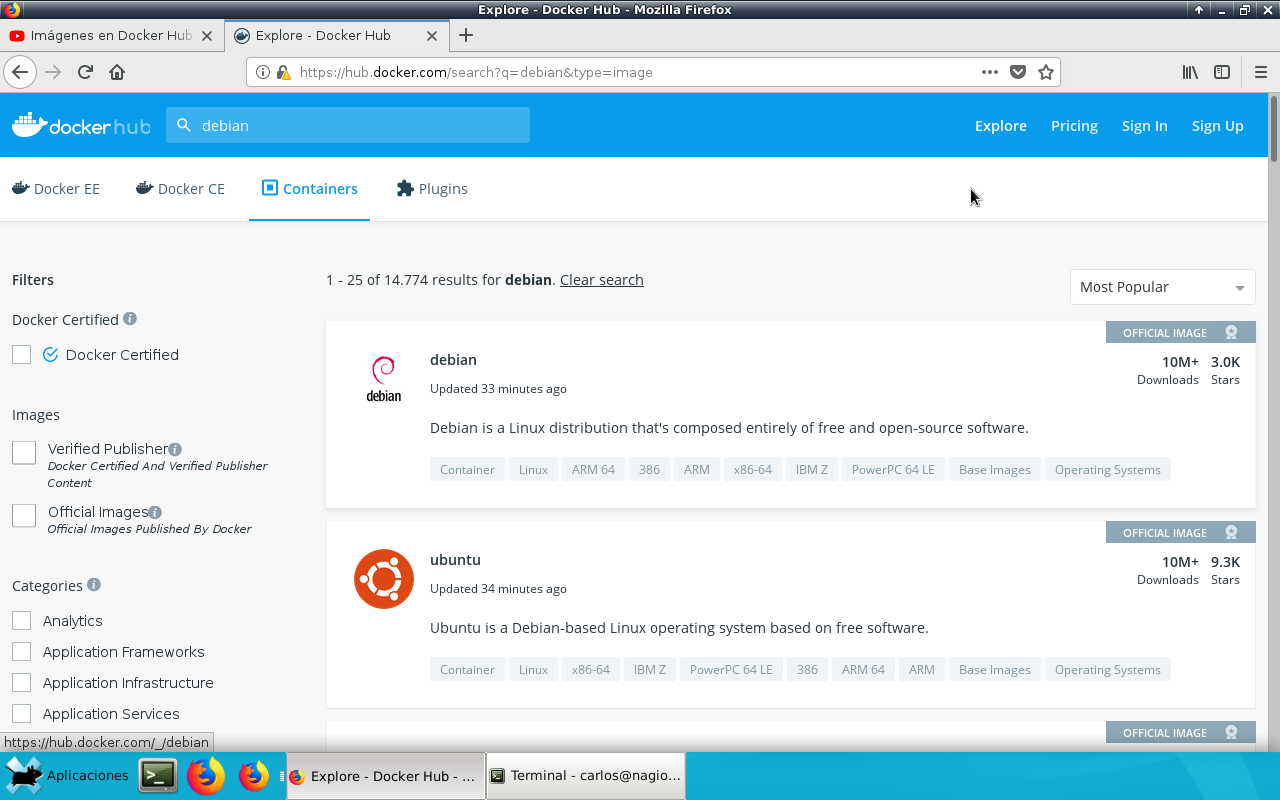 Explore - Docker Hub - Mozilla Firefox
Imágenes en Docker Hub
Explore - Docker Hub
https://hub.docker.com/search?q=debian&type=image
docker hub
debian
Explore
Pricing
Sign In
Sign Up
Docker EE
Docker CE
Containers
Plugins
Filters
Docker Certified
Docker Certified
Images
Verified Publisher
Docker Certified And Verified Publisher
Content
Official Images
Official Images Published By Docker
Categories
Analytics
Application Frameworks
Application Infrastructure
Application Services
1 - 25 of 14.774 results for debian. Clear search
Most Popular
OFFICIAL IMAGE
debian
debian
Updated 33 minutes ago
10M+ 3.0K
Downloads Stars
Debian is a Linux distribution that's composed entirely of free and open-source software.
Container Linux ARM 64 386 ARM x86-64 IBM Z PowerPC 64 LE Base Images Operating Systems
OFFICIAL IMAGE
ubuntu
Updated 34 minutes ago
10M+ 9.3K
Downloads Stars
Ubuntu is a Debian-based Linux operating system based on free software.
Container Linux x86-64 IBM Z PowerPC 64 LE 386 ARM 64 ARM Base Images Operating Systems
OFFICIAL IMAGE
https://hub.docker.com/_/debian
Aplicaciones
Explore - Docker Hub - ...
Terminal - carlos@nagio...